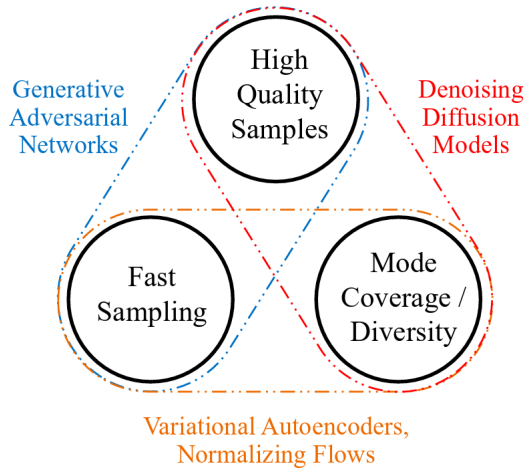 Generative
Adversarial
Networks
High
Quality
Samples
Denoising
Diffusion
Models
Fast
Sampling
Mode
Coverage /
Diversity
Variational Autoencoders,
Normalizing Flows